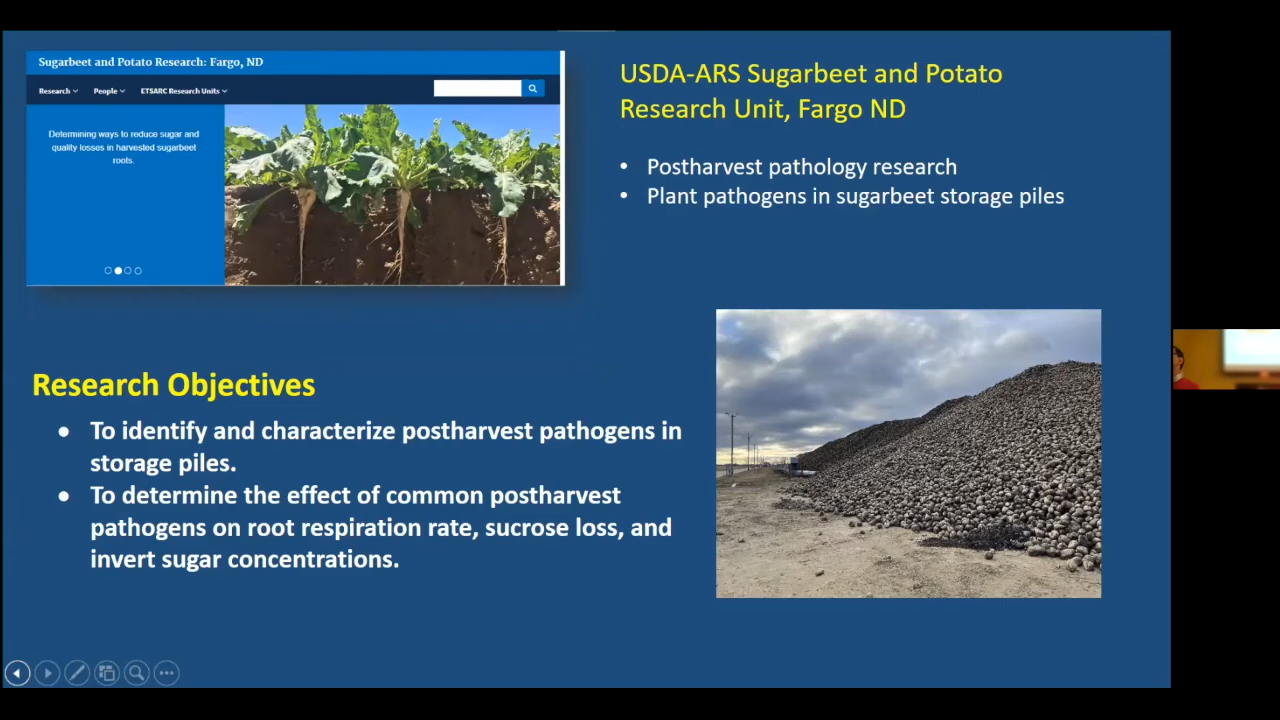 Sugarbeet and Potato Research: Fargo, ND
Research People ETSARC Research Units
Determining ways to reduce sugar and
quality losses in harvested sugarbeet
roots.
USDA-ARS Sugarbeet and Potato
Research Unit, Fargo ND
• Postharvest pathology research
• Plant pathogens in sugarbeet storage piles
Research Objectives
● To identify and characterize postharvest pathogens in
storage piles.
● To determine the effect of common postharvest
pathogens on root respiration rate, sucrose loss, and
invert sugar concentrations.